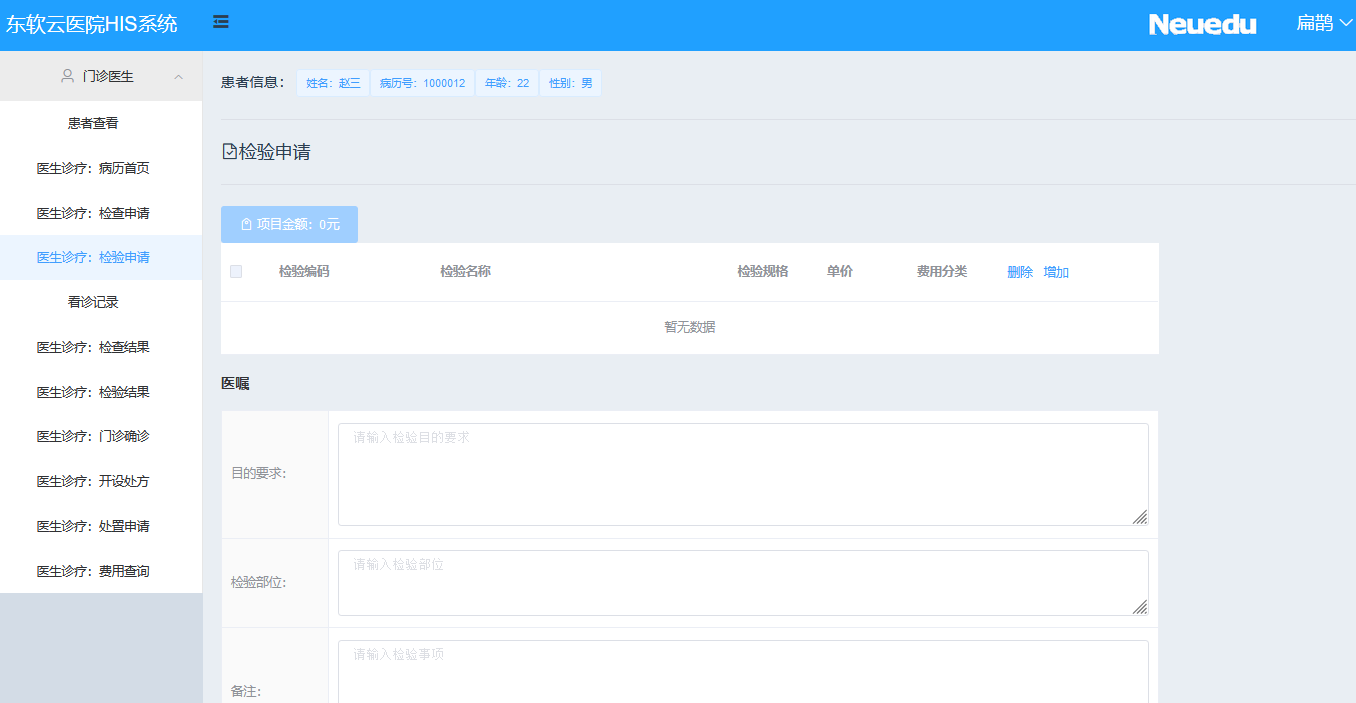 东软云医院HIS系统
Neuedu
扁鹊
门诊医生
患者查看
医生诊疗：病历首页
医生诊疗：检查申请
医生诊疗：检验申请
看诊记录
医生诊疗：检查结果
医生诊疗：检验结果
医生诊疗：门诊确诊
医生诊疗：开设处方
医生诊疗：处置申请
医生诊疗：费用查询
患者信息： 姓名：赵三 病历号：1000012 年龄：22 性别：男
检验申请
项目金额：0元
检验编码 检验名称 检验规格 单价 费用分类 删除 增加
暂无数据
医嘱
目的要求:
请输入检验目的要求
检验部位:
请输入检验部位
备注:
请输入检验事项